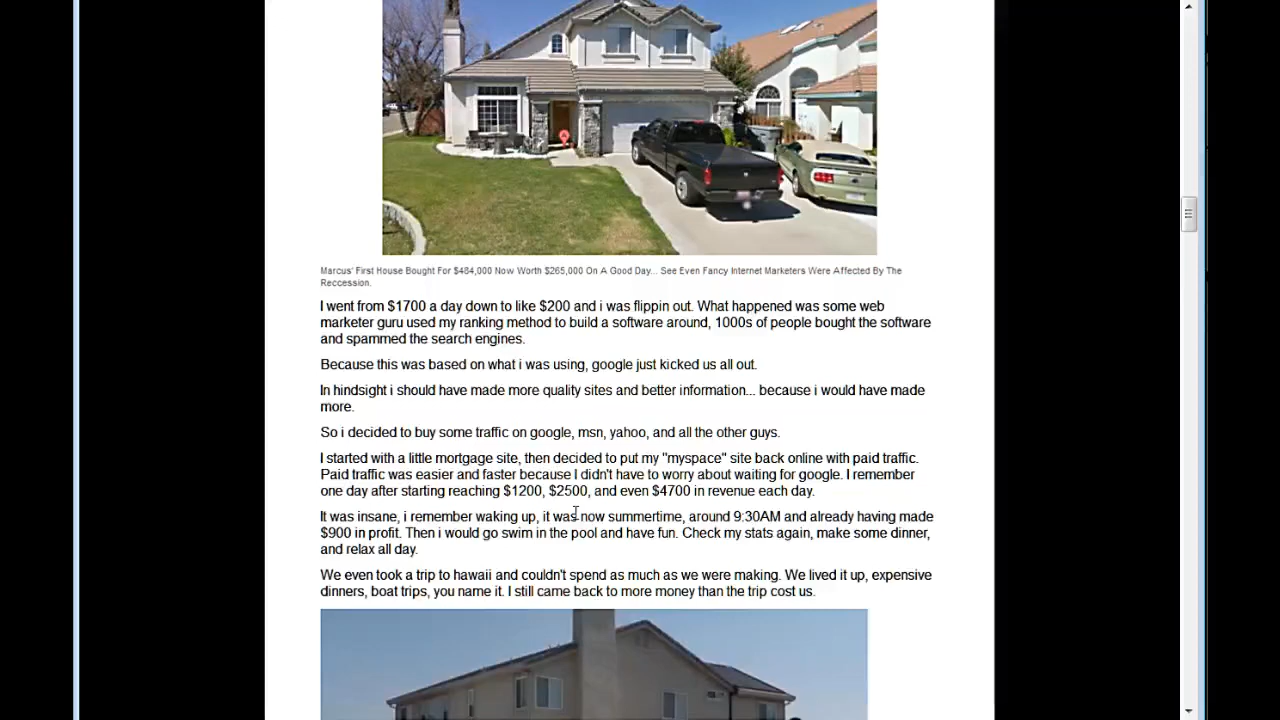 Marcus' First House Bought For $484,000 Now Worth $265,000 On A Good Day... See Even Fancy Internet Marketers Were Affected By The
Reccession.
I went from $1700 a day down to like $200 and i was flippin out. What happened was some web
marketer guru used my ranking method to build a software around, 1000s of people bought the software
and spammed the search engines.
Because this was based on what i was using, google just kicked us all out.
In hindsight i should have made more quality sites and better information... because i would have made
more.
So i decided to buy some traffic on google, msn, yahoo, and all the other guys.
I started with a little mortgage site, then decided to put my "myspace" site back online with paid traffic.
Paid traffic was easier and faster because I didn't have to worry about waiting for google. I remember
one day after starting reaching $1200, $2500, and even $4700 in revenue each day.
It was insane, i remember waking up, it was now summertime, around 9:30AM and already having made
$900 in profit. Then i would go swim in the pool and have fun. Check my stats again, make some dinner,
and relax all day.
We even took a trip to hawaii and couldn't spend as much as we were making. We lived it up, expensive
dinners, boat trips, you name it. I still came back to more money than the trip cost us.